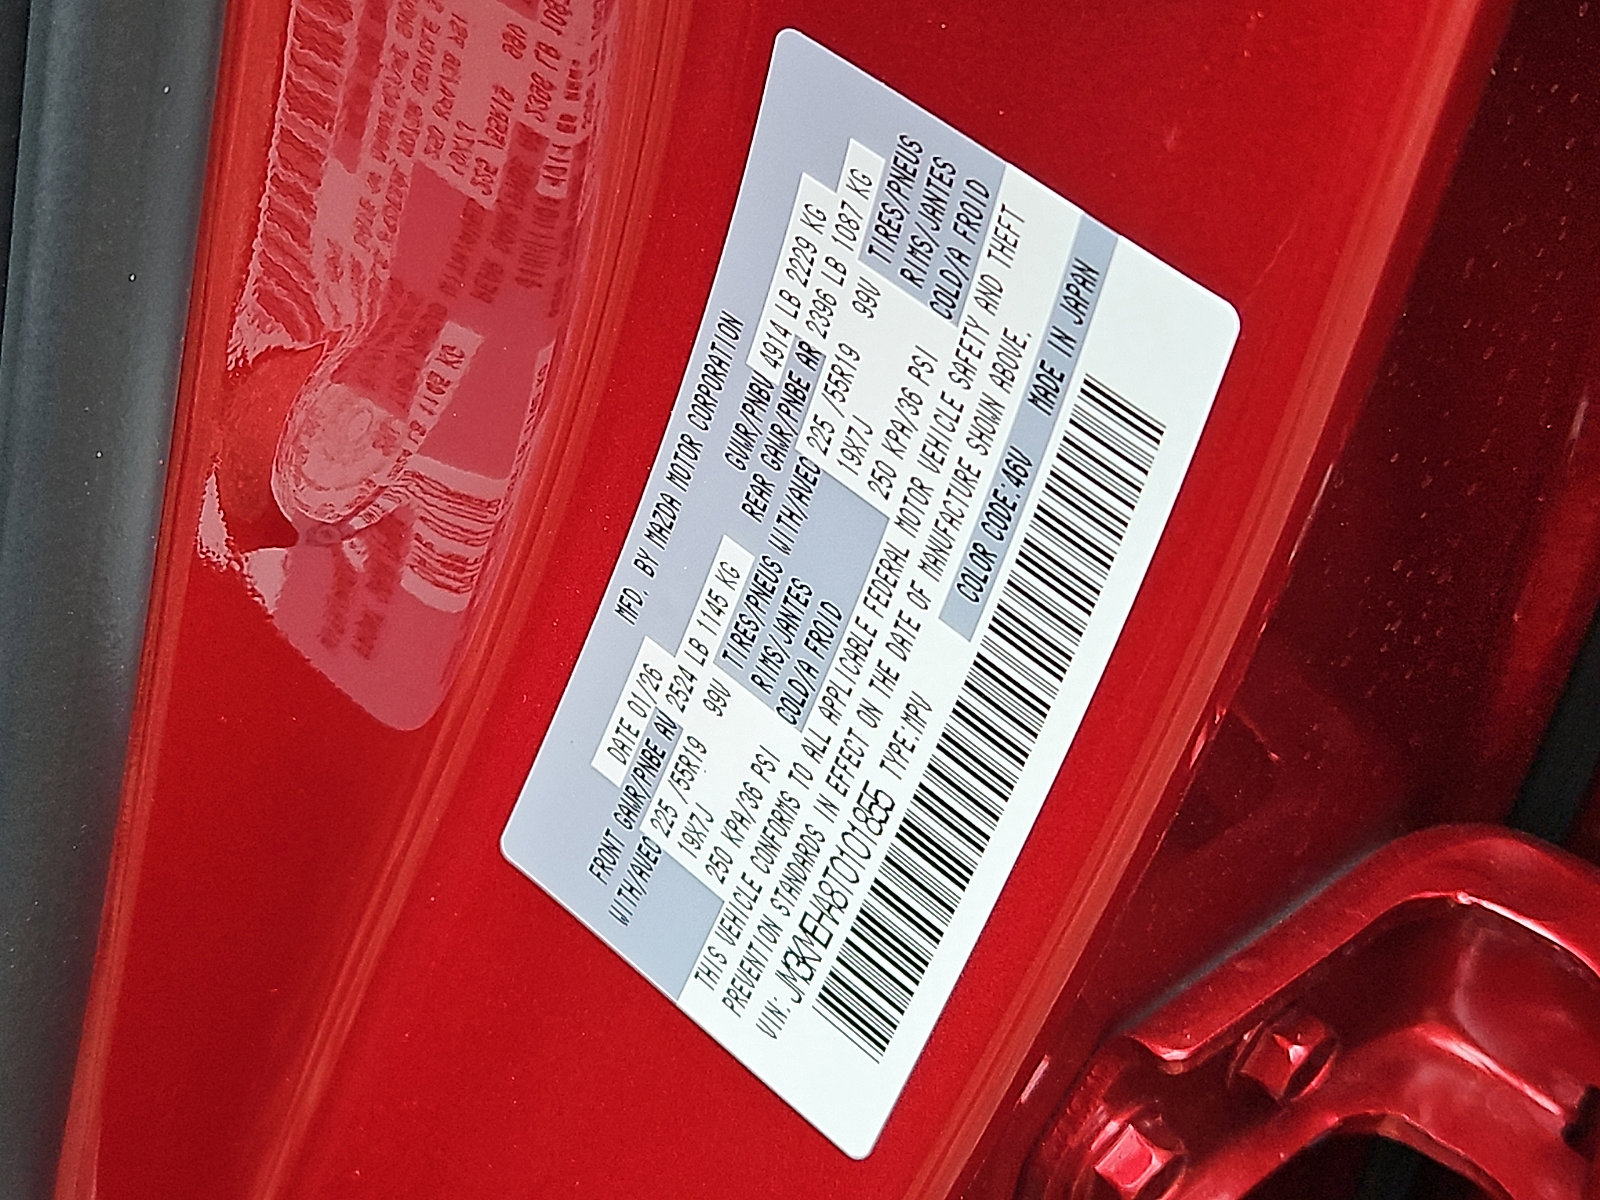 MFD. BY MAZDA MOTOR CORPORATION
DATE 01/26 GVWR/PNBV 4914 LB 2229 KG
FRONT GAWR/PNBE AV 2524 LB 1145 KG REAR GAWR/PNBE AR 2396 LB 1087 KG
WITH/AVEC 225 /55R19 99V TIRES/PNEUS WITH/AVEC 225 /55R19 99V TIRES/PNEUS
19X7J RIMS/JANTES 19X7J RIMS/JANTES
250 KPA/36 PSI COLD/A FROID 250 KPA/36 PSI COLD/A FROID
THIS VEHICLE CONFORMS TO ALL APPLICABLE FEDERAL MOTOR VEHICLE SAFETY AND THEFT
PREVENTION STANDARDS IN EFFECT ON THE DATE OF MANUFACTURE SHOWN ABOVE.
VIN: JM3KVEHA8T0101855 TYPE:MPV COLOR CODE:46V MADE IN JAPAN